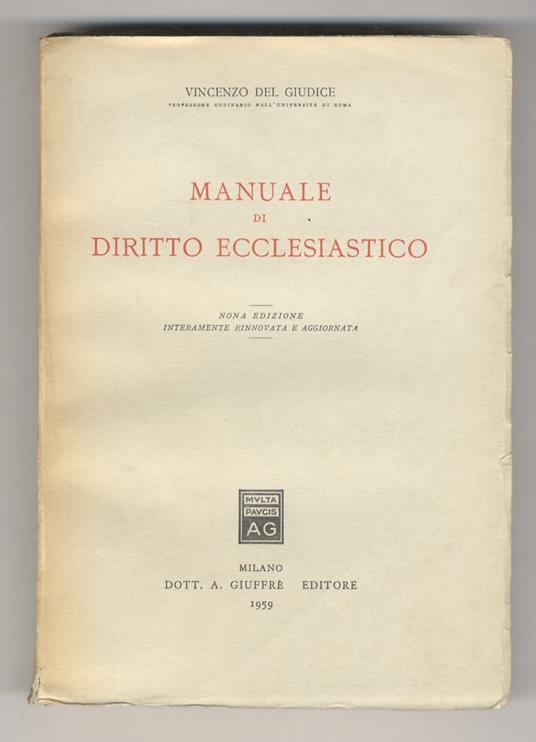 VINCENZO DEL GIUDICE
PROFESSORE ORDINARIO NELL'UNIVERSITÀ DI ROMA
MANUALE
DI
DIRITTO ECCLESIASTICO
NONA EDIZIONE
INTERAMENTE RINNOVATA E AGGIORNATA
MVLTA
PAVCIS
AG
MILANO
DOTT. A. GIUFFRÈ EDITORE
1959